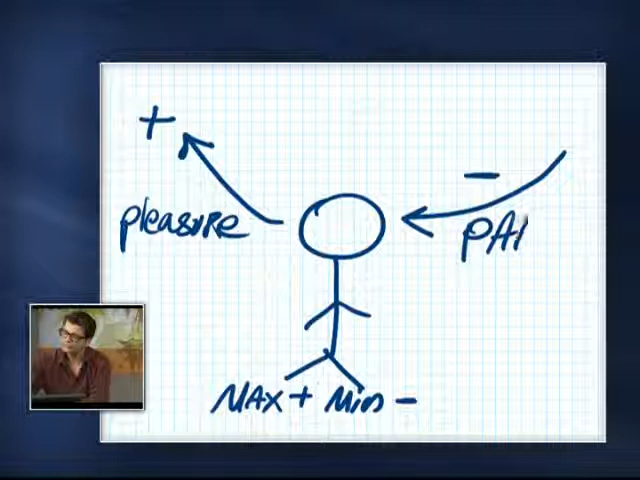 +
−
pleasure
PAI
MAX + Min −